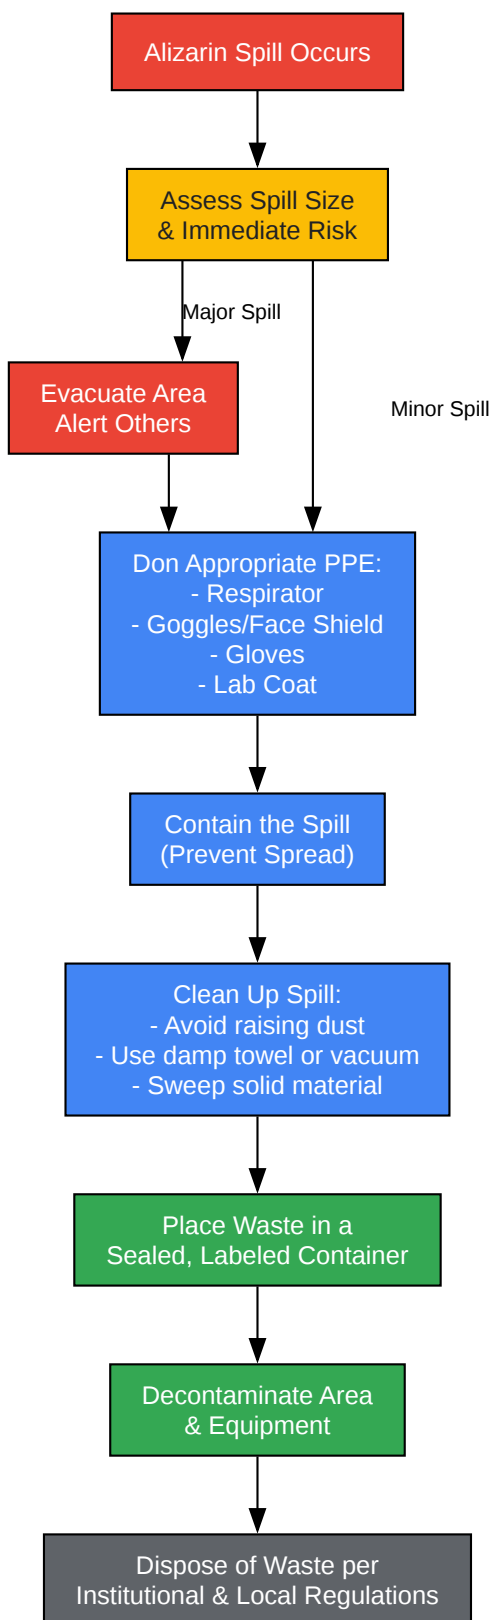 Alizarin Spill Occurs
Assess Spill Size
& Immediate Risk
Major Spill
Evacuate Area
Alert Others
Minor Spill
Don Appropriate PPE:
- Respirator
- Goggles/Face Shield
- Gloves
- Lab Coat
Contain the Spill
(Prevent Spread)
Clean Up Spill:
- Avoid raising dust
- Use damp towel or vacuum
- Sweep solid material
Place Waste in a
Sealed, Labeled Container
Decontaminate Area
& Equipment
Dispose of Waste per
Institutional & Local Regulations